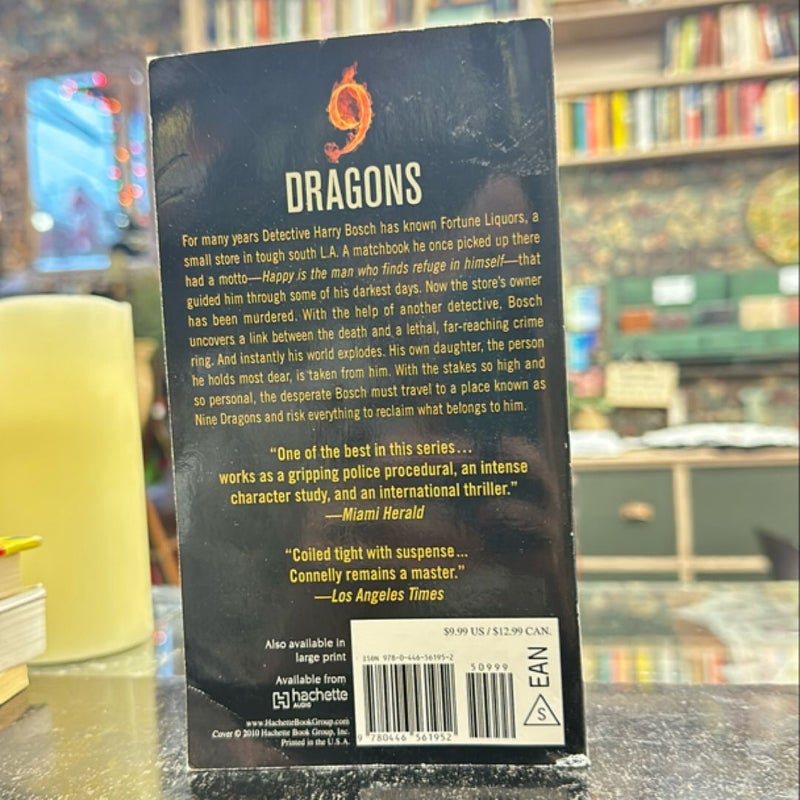 9
DRAGONS
For many years Detective Harry Bosch has known Fortune Liquors, a
small store in tough south L.A. A matchbook he once picked up there
had a motto—Happy is the man who finds refuge in himself—that
guided him through some of his darkest days. Now the store's owner
has been murdered. With the help of another detective, Bosch
uncovers a link between the death and a lethal, far-reaching crime
ring. And instantly his world explodes. His own daughter, the person
he holds most dear, is taken from him. With the stakes so high and
so personal, the desperate Bosch must travel to a place known as
Nine Dragons and risk everything to reclaim what belongs to him.
"One of the best in this series...
works as a gripping police procedural, an intense
character study, and an international thriller."
—Miami Herald
"Coiled tight with suspense...
Connelly remains a master."
—Los Angeles Times
Also available in
large print
Available from
hachette
AUDIO
www.HachetteBookGroup.com
Cover © 2010 Hachette Book Group, Inc.
Printed in the U.S.A.
$9.99 US / $12.99 CAN.
ISBN 978-0-446-56195-2
50999
9 780446 561952
S
EAN